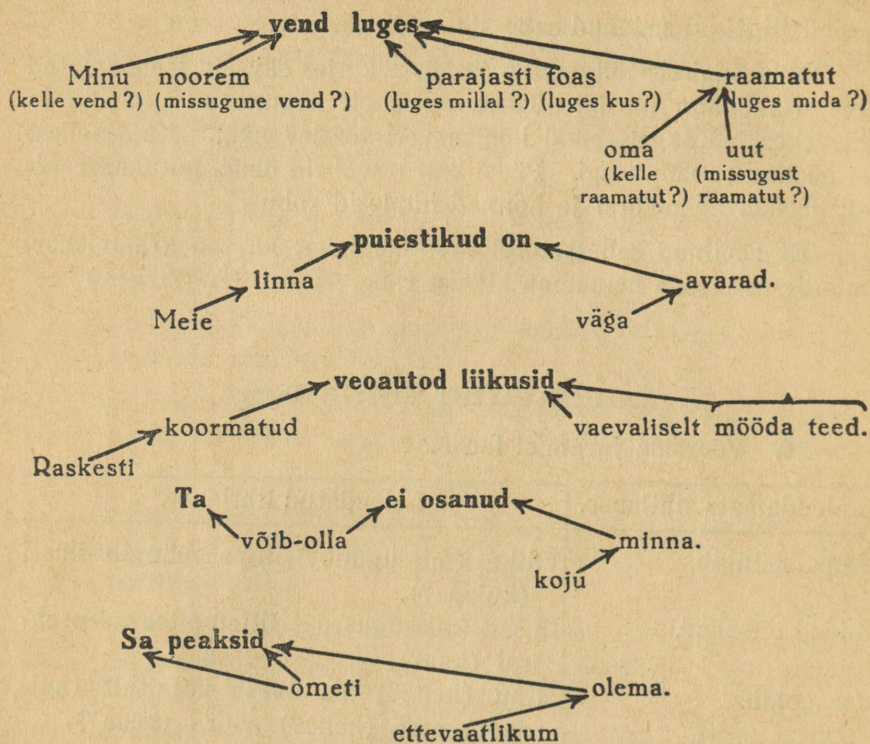 vend luges
Minu noorem parajasti toas raamatut
(kelle vend?) (missugune vend?) (luges millal?) (luges kus?) (luges mida?)
oma uut
(kelle (missugust
raamatut?) raamatut?)
puiestikud on
linna avarad.
Meie väga
veoautod liikusid
koormatud vaevaliselt mööda teed.
Raskesti
Ta ei osanud
võib-olla minna.
koju
Sa peaksid
ometi olema.
ettevaatlikum